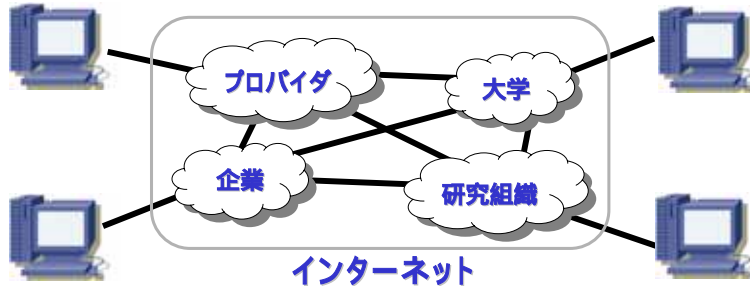 プロバイダ
大学
企業
研究組織
インターネット